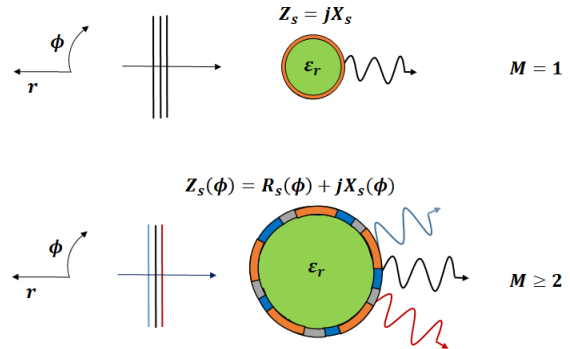 Z_s = jX_s
ϕ
ε_r
M = 1
r
Z_s(ϕ) = R_s(ϕ) + jX_s(ϕ)
ϕ
ε_r
M ≥ 2
r